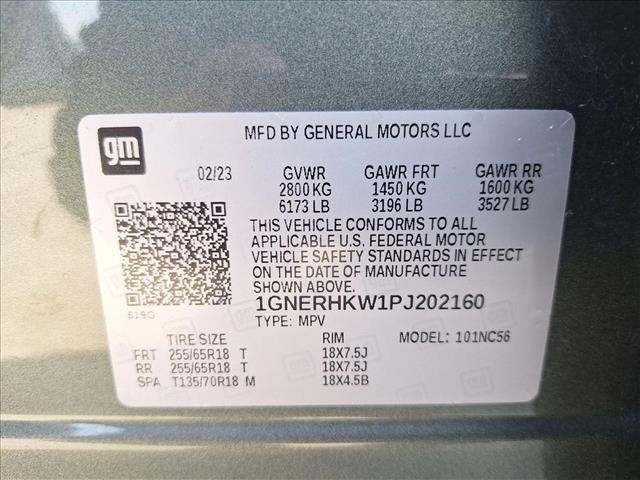 gm
MFD BY GENERAL MOTORS LLC
02/23 GVWR GAWR FRT GAWR RR
2800 KG 1450 KG 1600 KG
6173 LB 3196 LB 3527 LB
THIS VEHICLE CONFORMS TO ALL
APPLICABLE U.S. FEDERAL MOTOR
VEHICLE SAFETY STANDARDS IN EFFECT
ON THE DATE OF MANUFACTURE
SHOWN ABOVE.
619G 1GNERHKW1PJ202160
TYPE: MPV
TIRE SIZE RIM MODEL: 101NC56
FRT 255/65R18 T 18X7.5J
RR 255/65R18 T 18X7.5J
SPA T135/70R18 M 18X4.5B